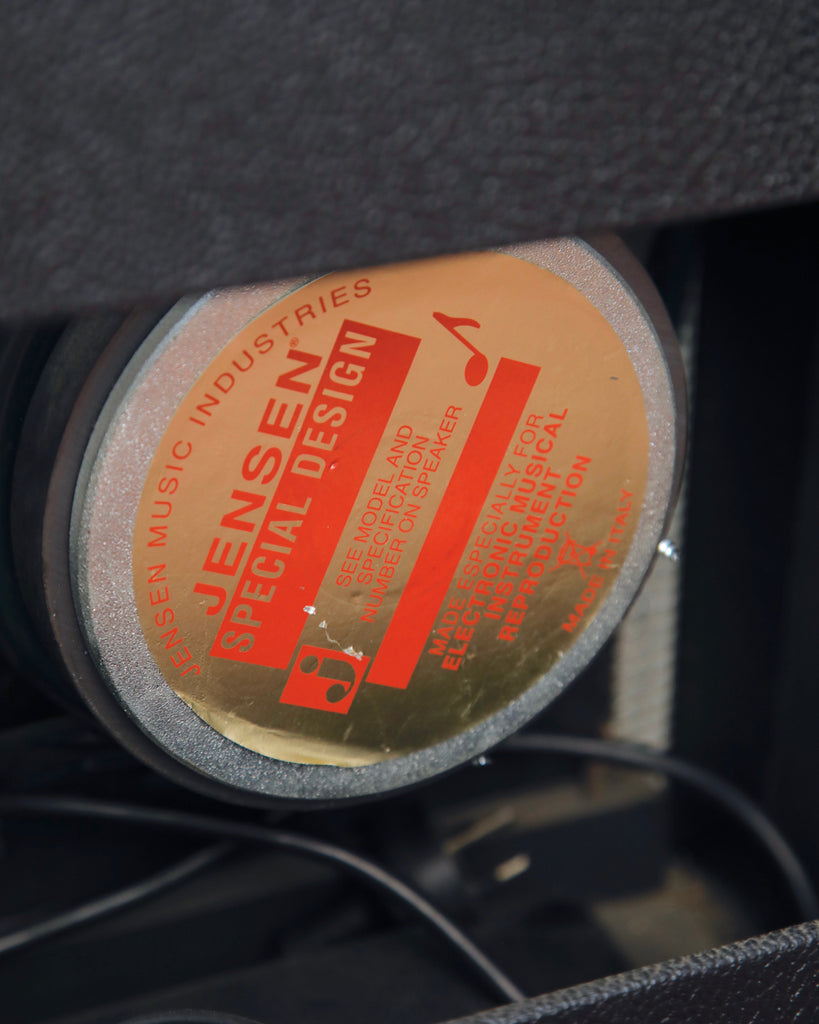 JENSEN MUSIC INDUSTRIES
JENSEN®
SPECIAL DESIGN
SEE MODEL AND
SPECIFICATION
NUMBER ON SPEAKER
MADE ESPECIALLY FOR
ELECTRONIC MUSICAL
INSTRUMENT
REPRODUCTION
MADE IN ITALY